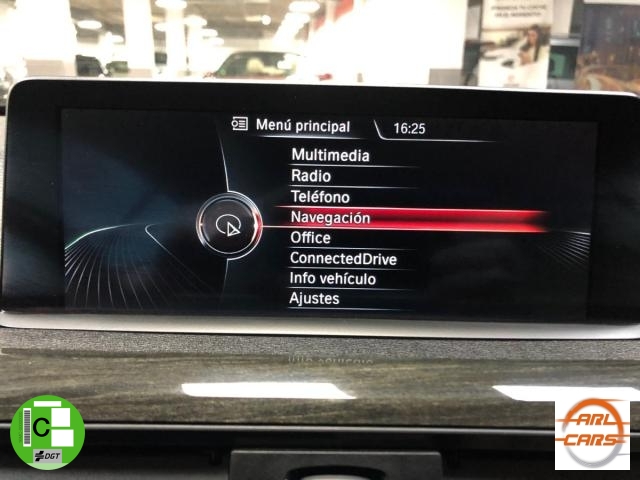 Menú principal
16:25
Multimedia
Radio
Teléfono
Navegación
Office
ConnectedDrive
Info vehículo
Ajustes
C
DGT
ARL
CARS